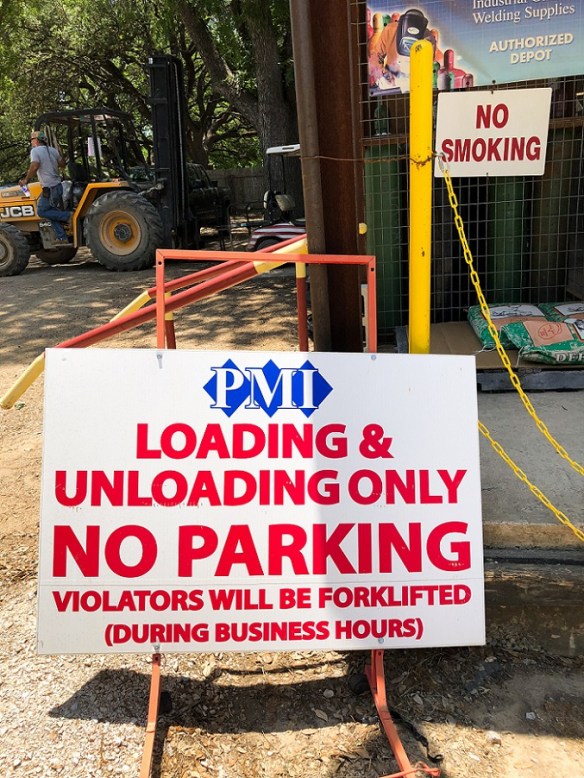 Industrial
Welding Supplies
AUTHORIZED
DEPOT
NO
SMOKING
JCB
PMI
LOADING &
UNLOADING ONLY
NO PARKING
VIOLATORS WILL BE FORKLIFTED
(DURING BUSINESS HOURS)